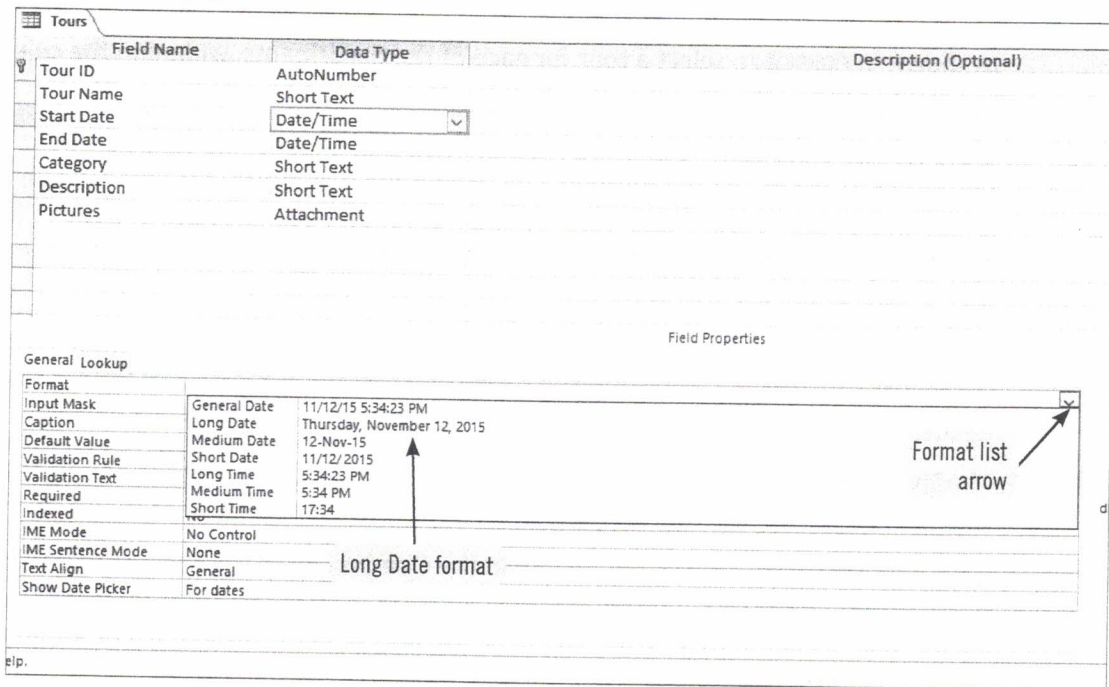 Tours
Field Name Data Type Description (Optional)
Tour ID AutoNumber
Tour Name Short Text
Start Date Date/Time
End Date Date/Time
Category Short Text
Description Short Text
Pictures Attachment
Field Properties
General Lookup
Format
Input Mask General Date 11/12/15 5:34:23 PM
Caption Long Date Thursday, November 12, 2015
Default Value Medium Date 12-Nov-15
Validation Rule Short Date 11/12/2015
Validation Text Long Time 5:34:23 PM
Required Medium Time 5:34 PM
Indexed Short Time 17:34
IME Mode No Control
IME Sentence Mode None
Text Align General
Show Date Picker For dates
Format list
arrow
Long Date format
elp.